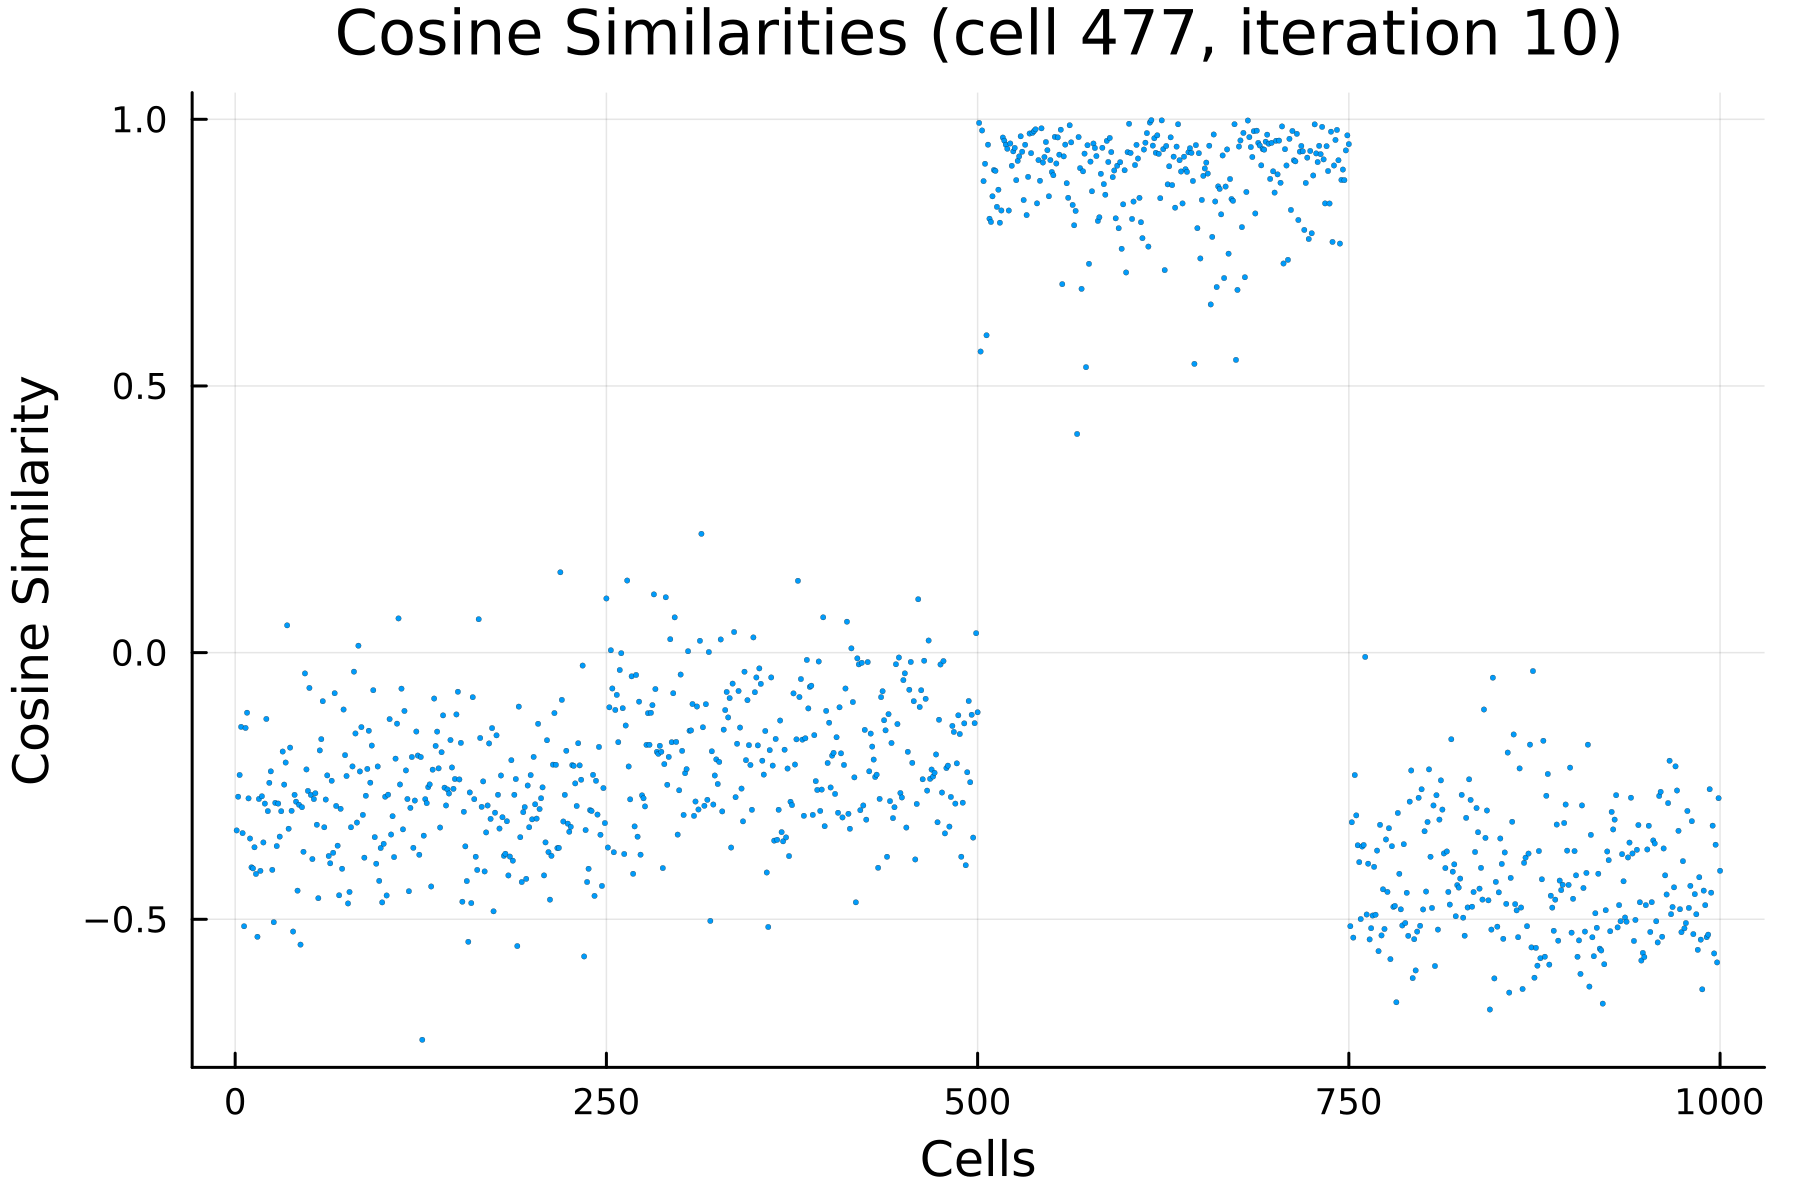 Cosine Similarities (cell 477, iteration 10)
1.0
0.5
0.0
−0.5
Cosine Similarity
0 250 500 750 1000
Cells